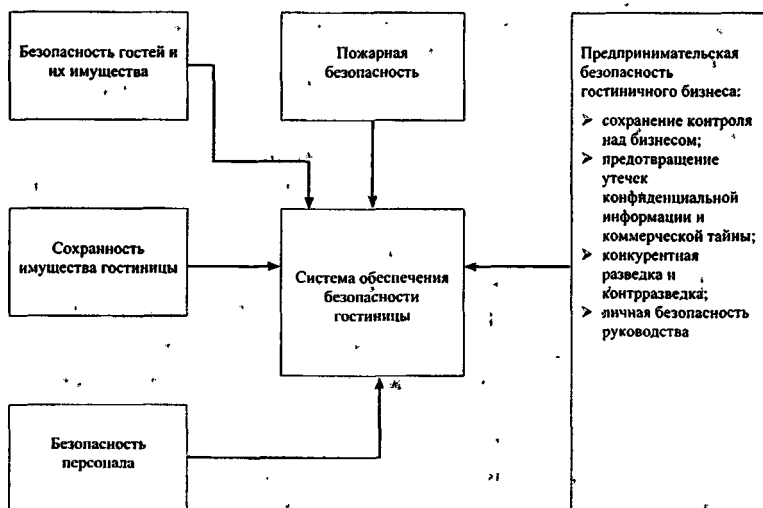 Безопасность гостей и
их имущества
Пожарная
безопасность
Предпринимательская
безопасность
гостиничного бизнеса:
➤ сохранение контроля
над бизнесом;
➤ предотвращение
утечек
конфиденциальной
информации и
коммерческой тайны;
➤ конкурентная
разведка и
контрразведка;
➤ личная безопасность
руководства
Сохранность
имущества гостиницы
Система обеспечения
безопасности
гостиницы
Безопасность
персонала